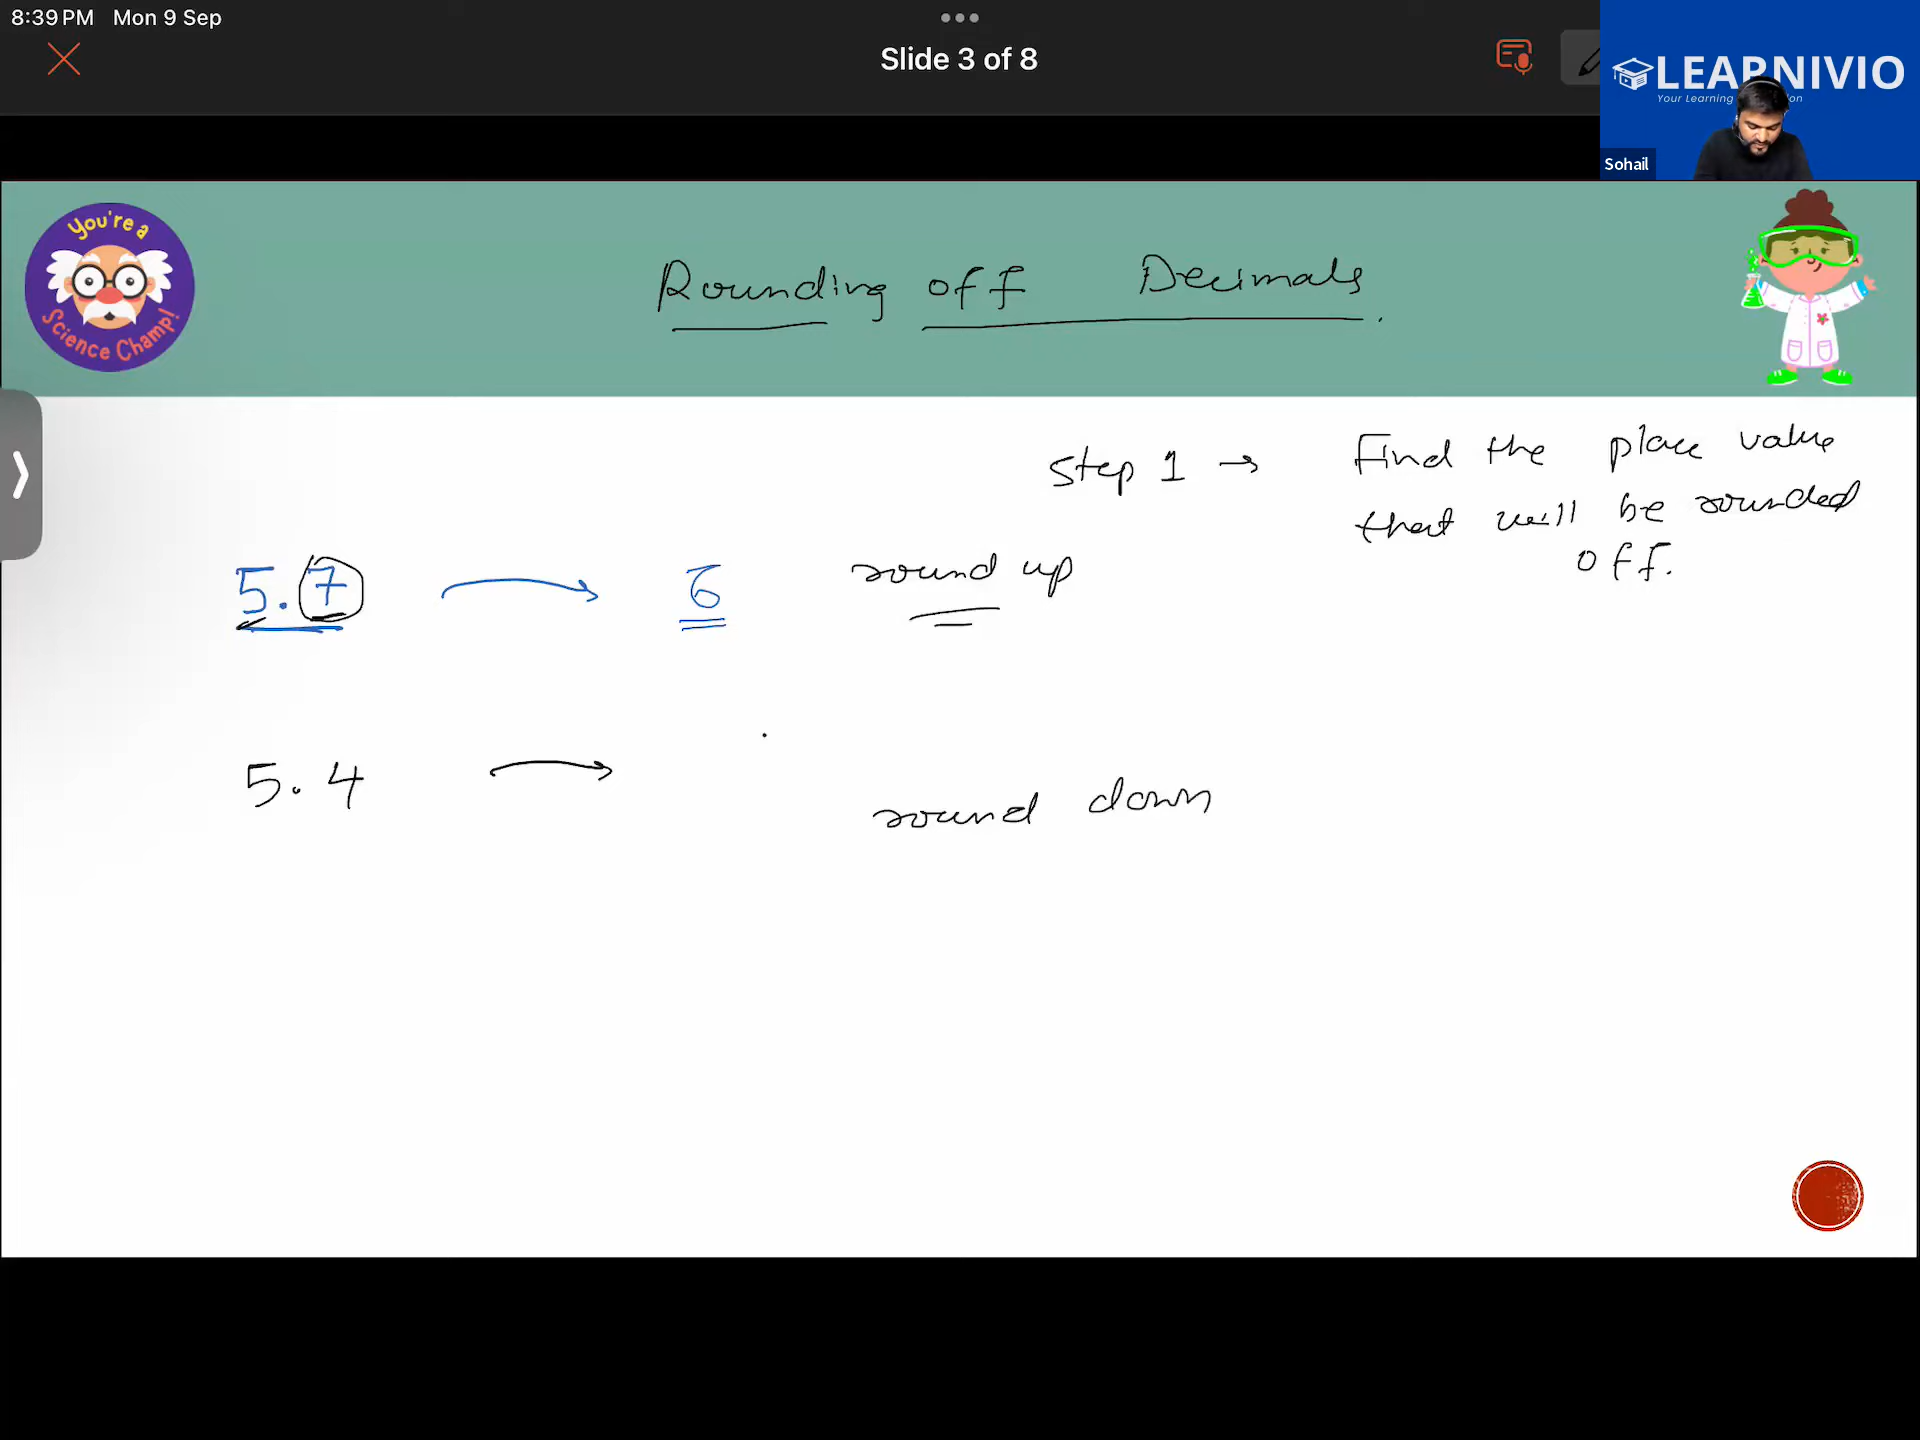 8:39 PM Mon 9 Sep
Slide 3 of 8
LEARNIVIO
Your Learning
Sohail
You're a
Science Champ!
Rounding off Decimals.
Step 1 → Find the place value
that will be rounded
off.
5.7 → 6 round up
5.4 →
round down